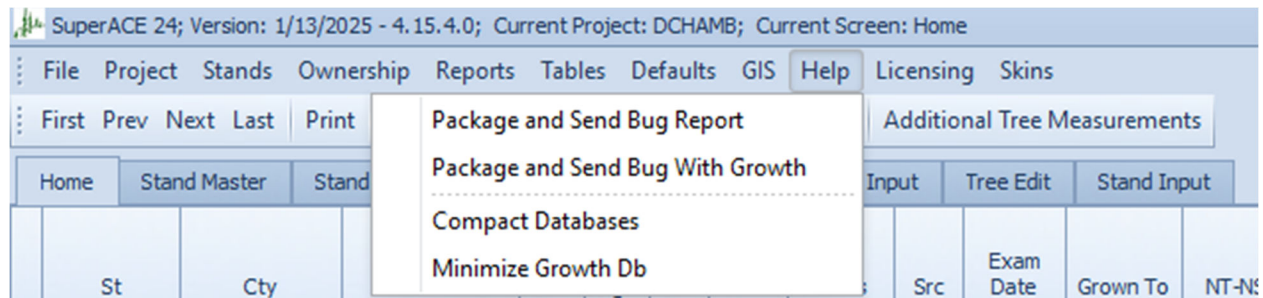 SuperACE 24; Version: 1/13/2025 - 4.15.4.0; Current Project: DCHAMB; Current Screen: Home
File Project Stands Ownership Reports Tables Defaults GIS Help Licensing Skins
First Prev Next Last Print Additional Tree Measurements
Package and Send Bug Report
Package and Send Bug With Growth
Compact Databases
Minimize Growth Db
Home Stand Master Stand Input Tree Edit Stand Input
St Cty Src Exam Date Grown To NT-NS